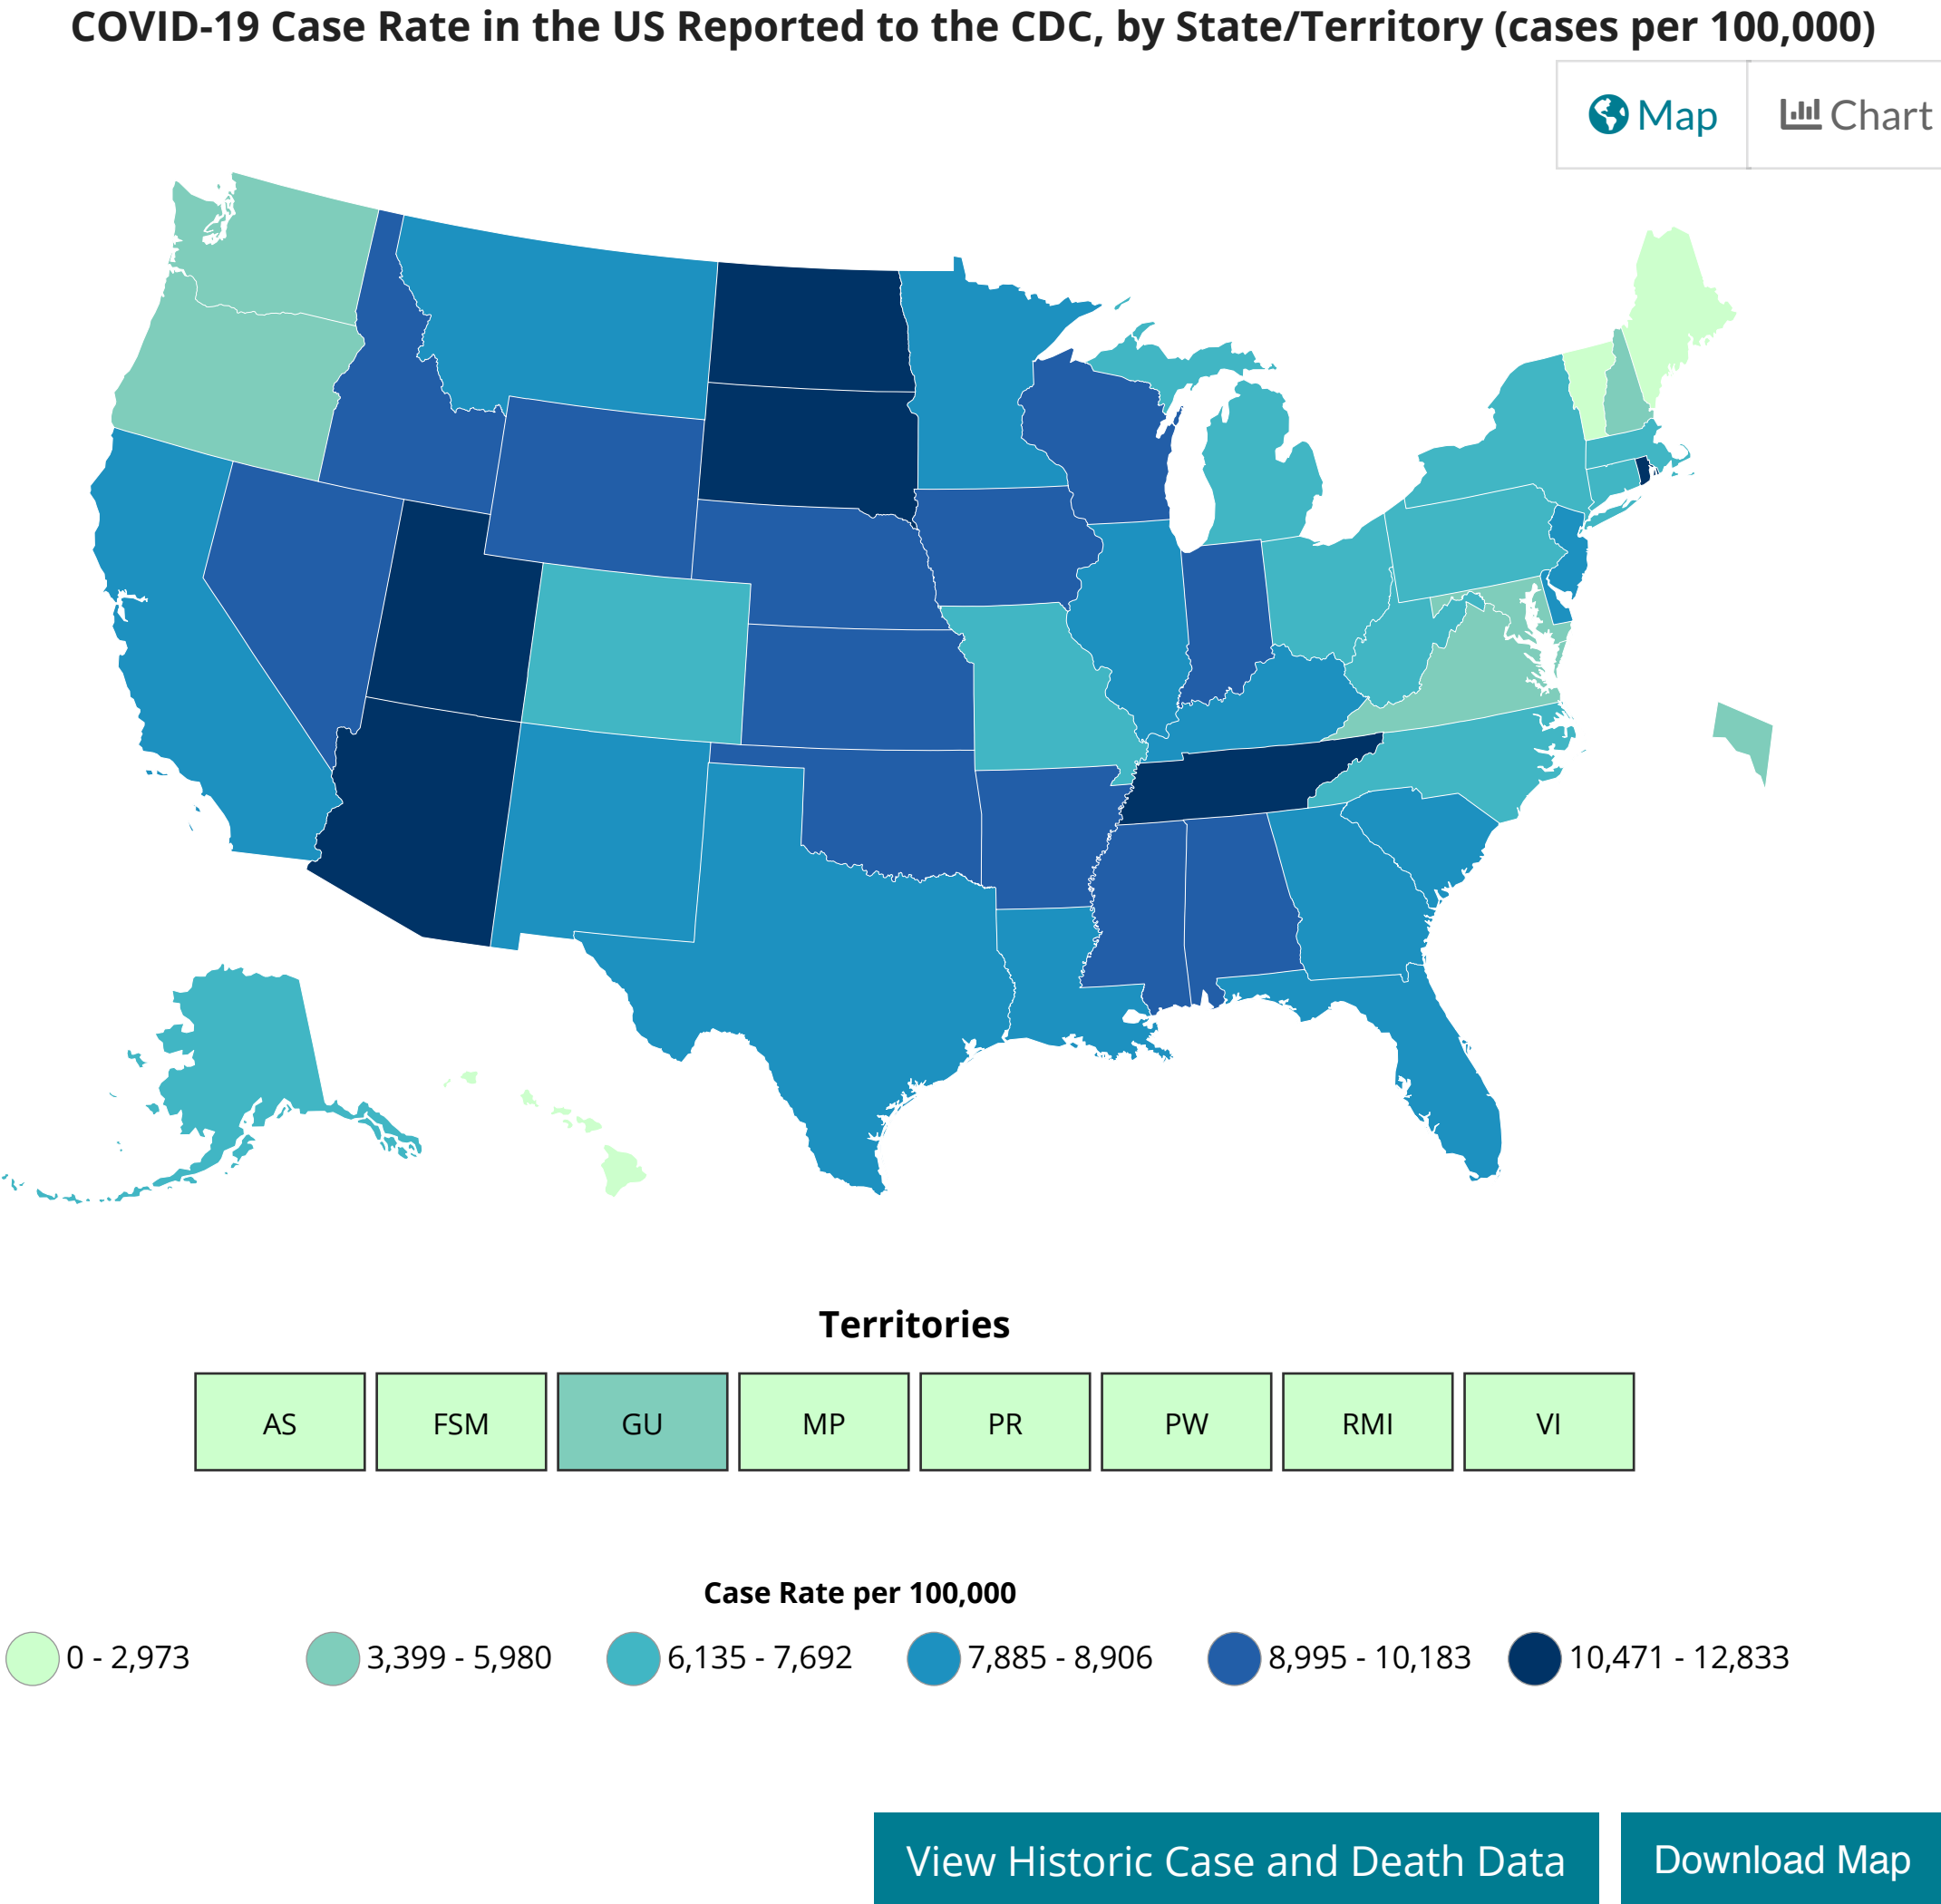 COVID-19 Case Rate in the US Reported to the CDC, by State/Territory (cases per 100,000)
Map
Chart
Territories
AS
FSM
GU
MP
PR
PW
RMI
VI
Case Rate per 100,000
0 - 2,973
3,399 - 5,980
6,135 - 7,692
7,885 - 8,906
8,995 - 10,183
10,471 - 12,833
View Historic Case and Death Data
Download Map